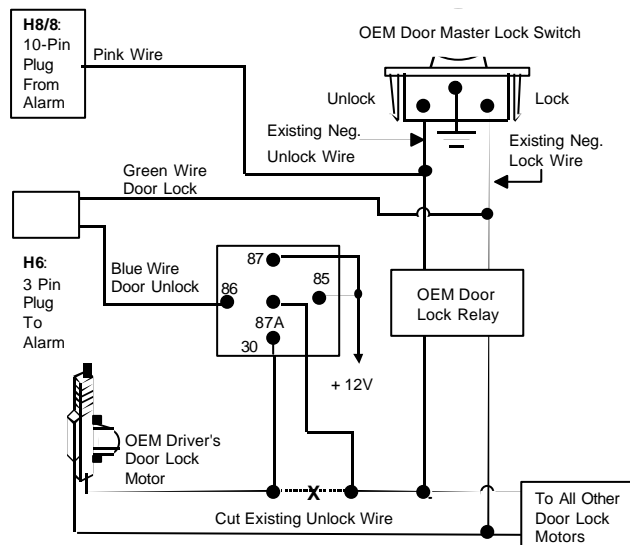 H8/8:
10-Pin
Plug
From
Alarm
Pink Wire
OEM Door Master Lock Switch
Unlock
Lock
Existing Neg.
Unlock Wire
Existing Neg.
Lock Wire
Green Wire
Door Lock
H6:
3 Pin
Plug
To
Alarm
Blue Wire
Door Unlock
87
86
85
87A
30
+ 12V
OEM Door
Lock Relay
OEM Driver's
Door Lock
Motor
X
Cut Existing Unlock Wire
To All Other
Door Lock
Motors